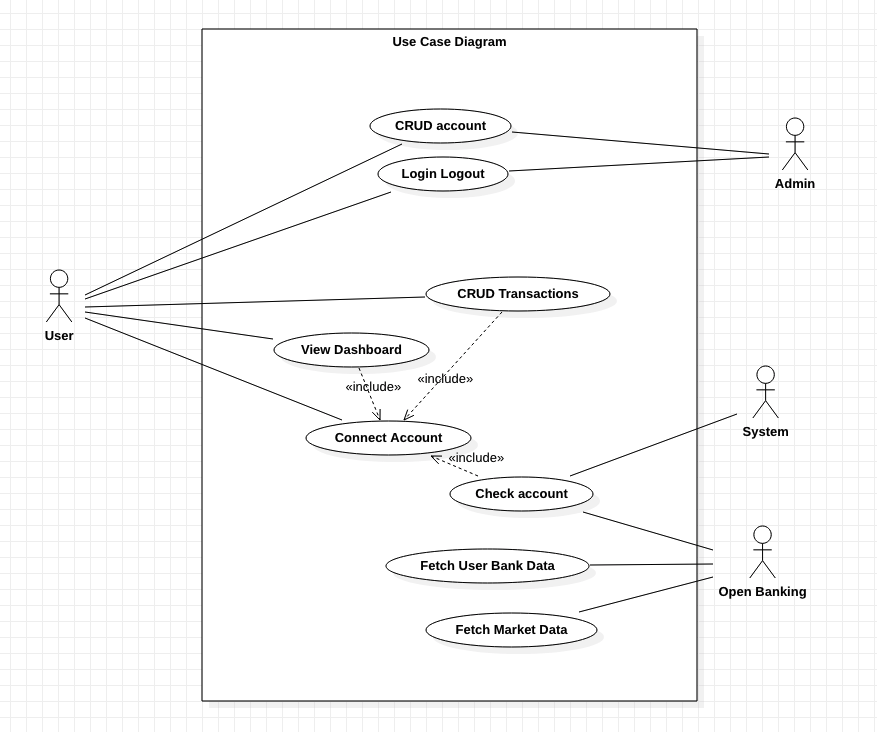 Use Case Diagram
CRUD account
Login Logout
Admin
CRUD Transactions
User
View Dashboard
«include»
«include»
Connect Account
System
«include»
Check account
Fetch User Bank Data
Open Banking
Fetch Market Data